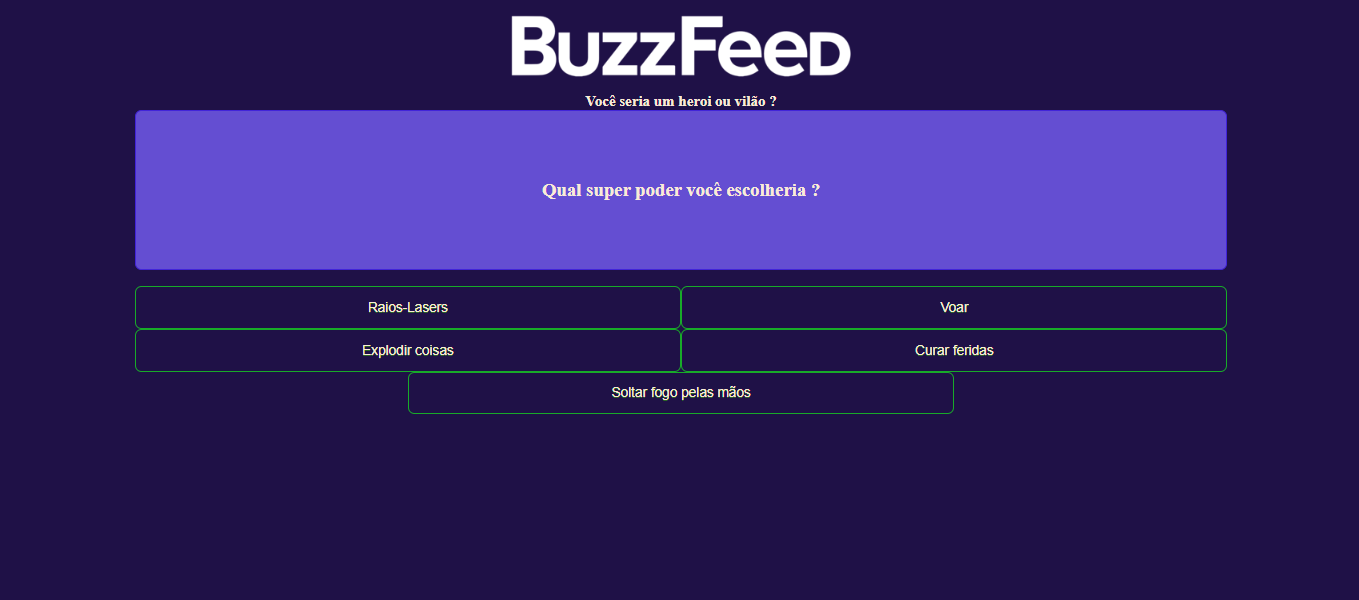 BuzzFeed
Você seria um heroi ou vilão ?
Qual super poder você escolheria ?
Raios-Lasers
Voar
Explodir coisas
Curar feridas
Soltar fogo pelas mãos